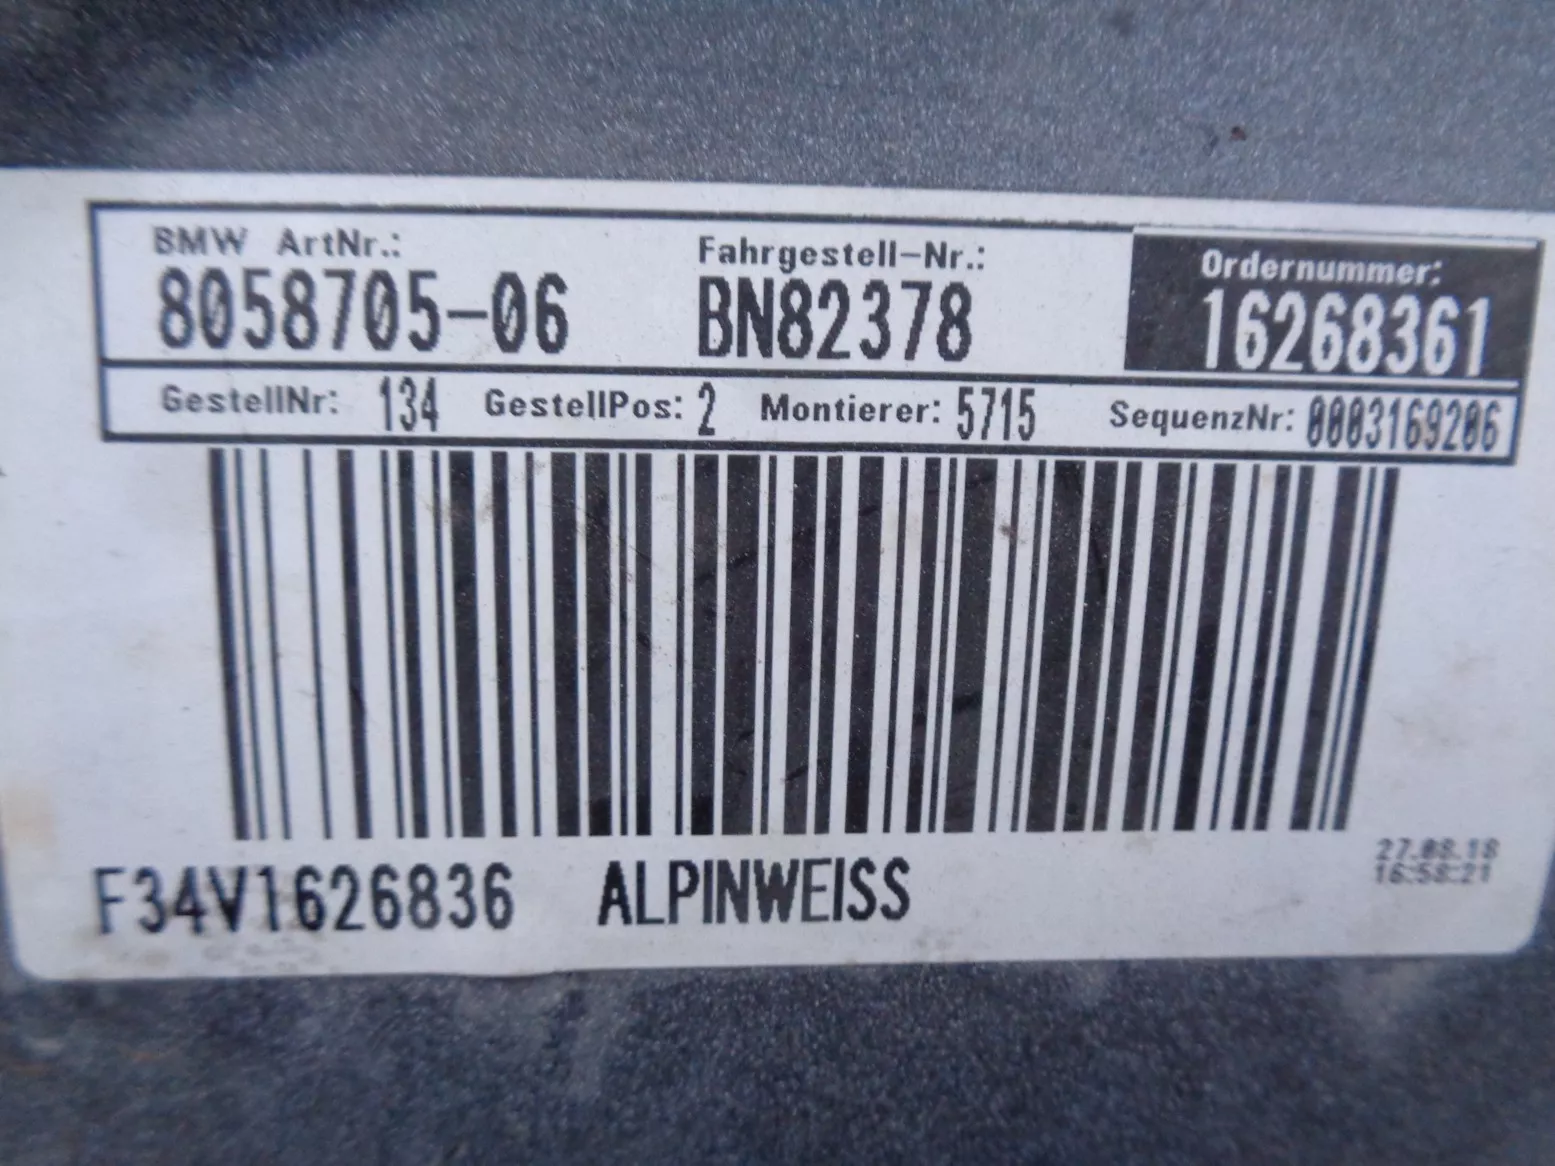 BMW ArtNr.: Fahrgestell-Nr.: Ordernummer:
8058705-06 BN82378 16268361
GestellNr: 134 GestellPos: 2 Montierer: 5715 SequenzNr: 0003169206
F34V1626836 ALPINWEISS
27.08.18
16:58:21